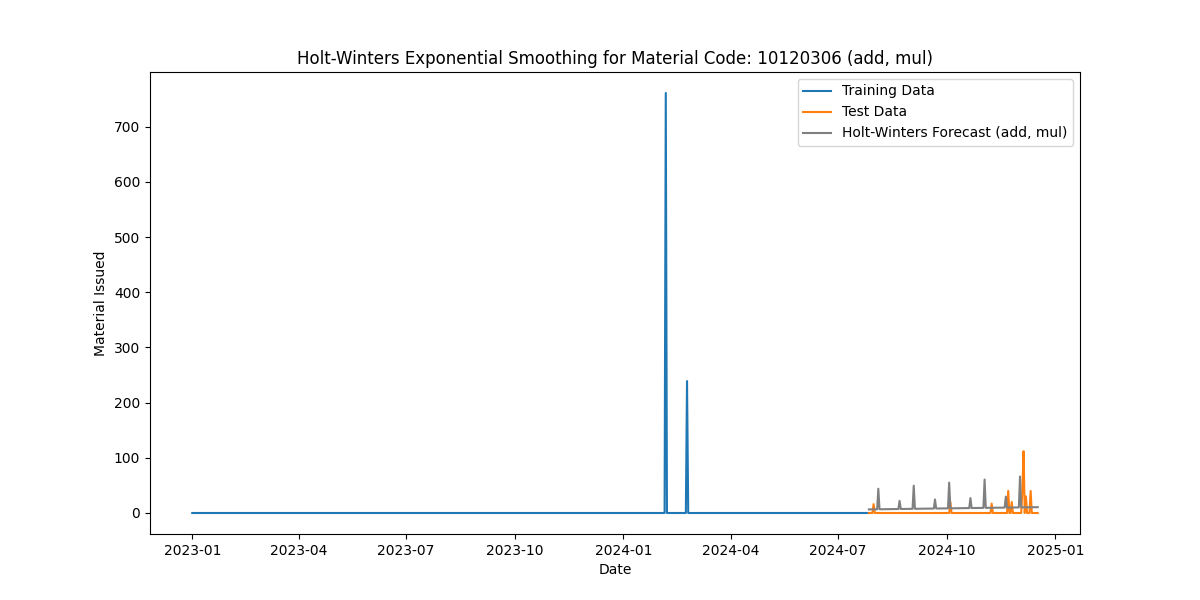 Holt-Winters Exponential Smoothing for Material Code: 10120306 (add, mul)
Training Data
Test Data
Holt-Winters Forecast (add, mul)
Material Issued
700
600
500
400
300
200
100
0
2023-01
2023-04
2023-07
2023-10
2024-01
2024-04
2024-07
2024-10
2025-01
Date